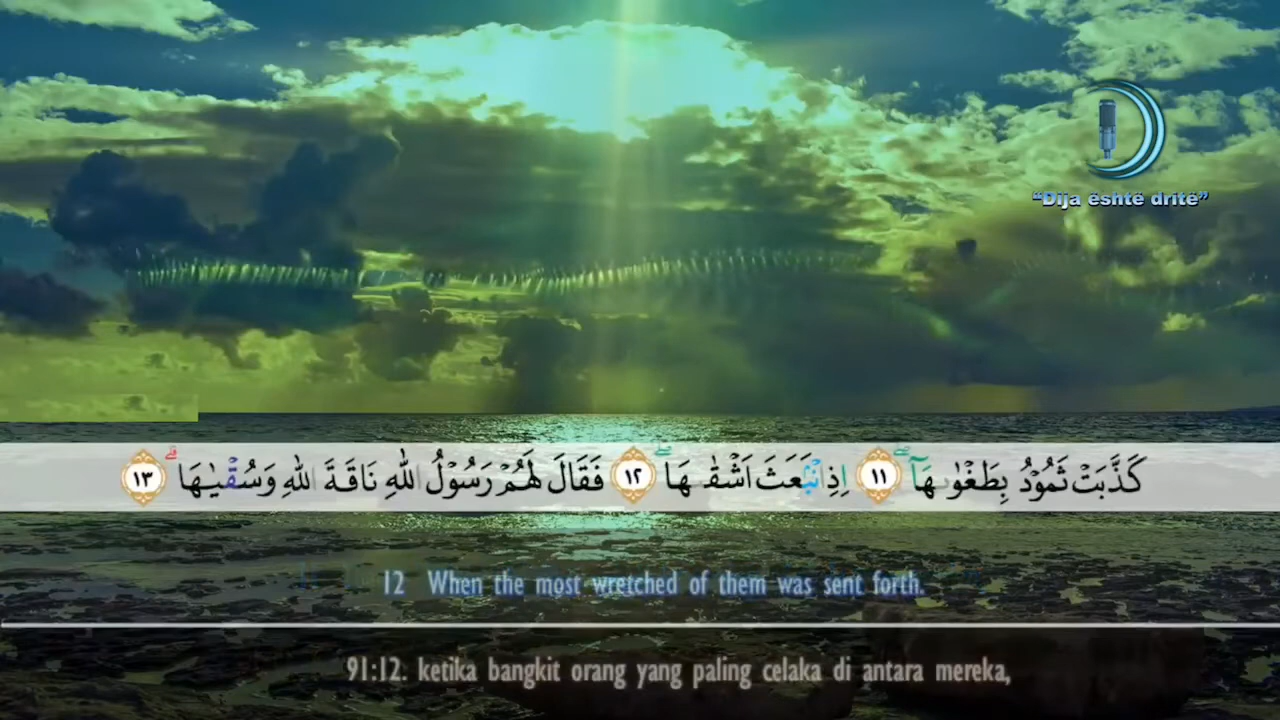 “Dija është dritë”
كَذَّبَتْ ثَمُوْدُ بِطَغْوٰىهَآ ۖ ١١ اِذِ انْۢبَعَثَ اَشْقٰىهَا ۖ ١٢ فَقَالَ لَهُمْ رَسُوْلُ اللّٰهِ نَاقَةَ اللّٰهِ وَسُقْيٰهَا ۗ ١٣
12 When the most wretched of them was sent forth.
91:12. ketika bangkit orang yang paling celaka di antara mereka,